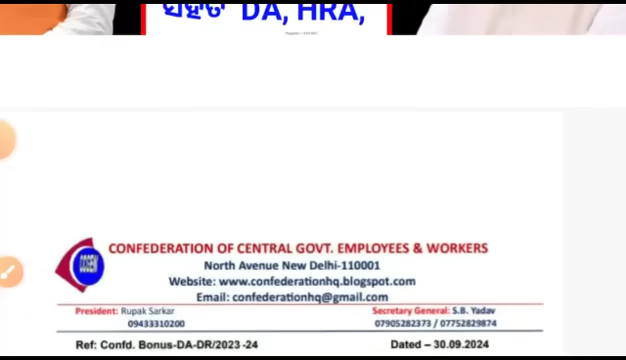 ସହିତ DA, HRA,
CONFEDERATION OF CENTRAL GOVT. EMPLOYEES & WORKERS
North Avenue New Delhi-110001
Website: www.confederationhq.blogspot.com
Email: confederationhq@gmail.com
President: Rupak Sarkar
Secretary General: S.B. Yadav
09433310200
07905282373 / 07752829874
Ref: Confd. Bonus-DA-DR/2023-24
Dated – 30.09.2024